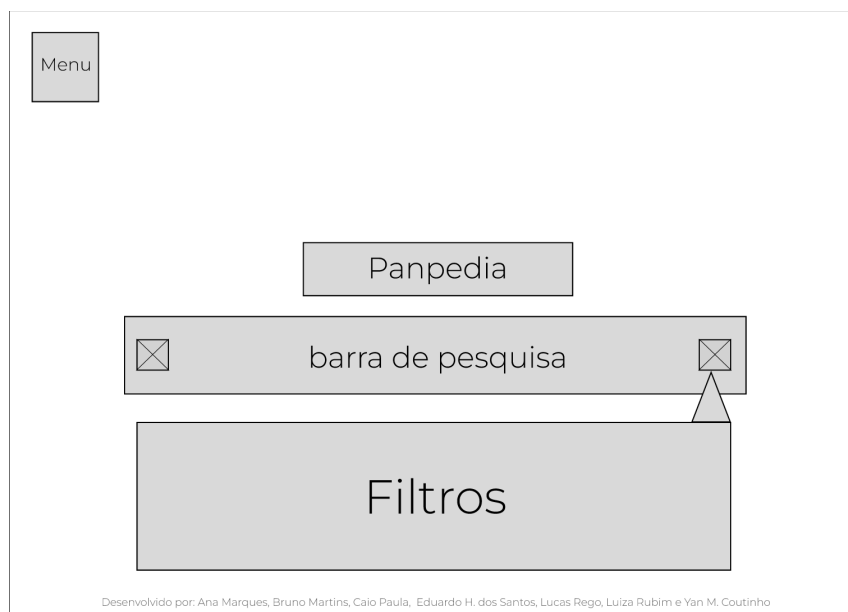 Menu
Panpedia
barra de pesquisa
Filtros
Desenvolvido por: Ana Marques, Bruno Martins, Caio Paula, Eduardo H. dos Santos, Lucas Rego, Luiza Rubim e Yan M. Coutinho